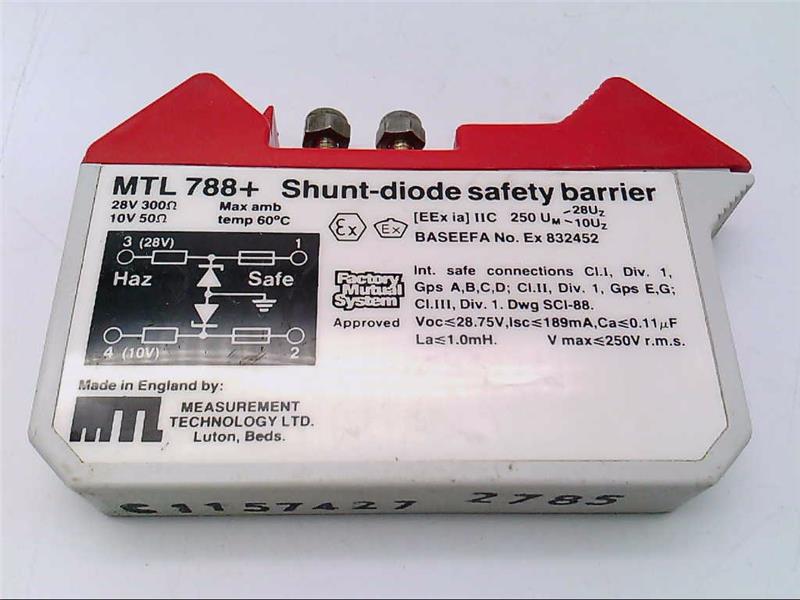 MTL 788+ Shunt-diode safety barrier
28V 300Ω Max amb
10V 50Ω temp 60°C
Ex
Ex
[EEx ia] IIC 250 UM -28Uz
-10Uz
BASEEFA No. Ex 832452
3 (28V) 1
Haz Safe
4 (10V) 2
Factory
Mutual
System
Approved
Int. safe connections Cl.I, Div. 1,
Gps A,B,C,D; Cl.II, Div. 1, Gps E,G;
Cl.III, Div. 1. Dwg SCI-88.
Voc≤28.75V, Isc≤189mA, Ca≤0.11µF
La≤1.0mH. V max≤250V r.m.s.
Made in England by:
MTL
MEASUREMENT
TECHNOLOGY LTD.
Luton, Beds.
C1157427 2785